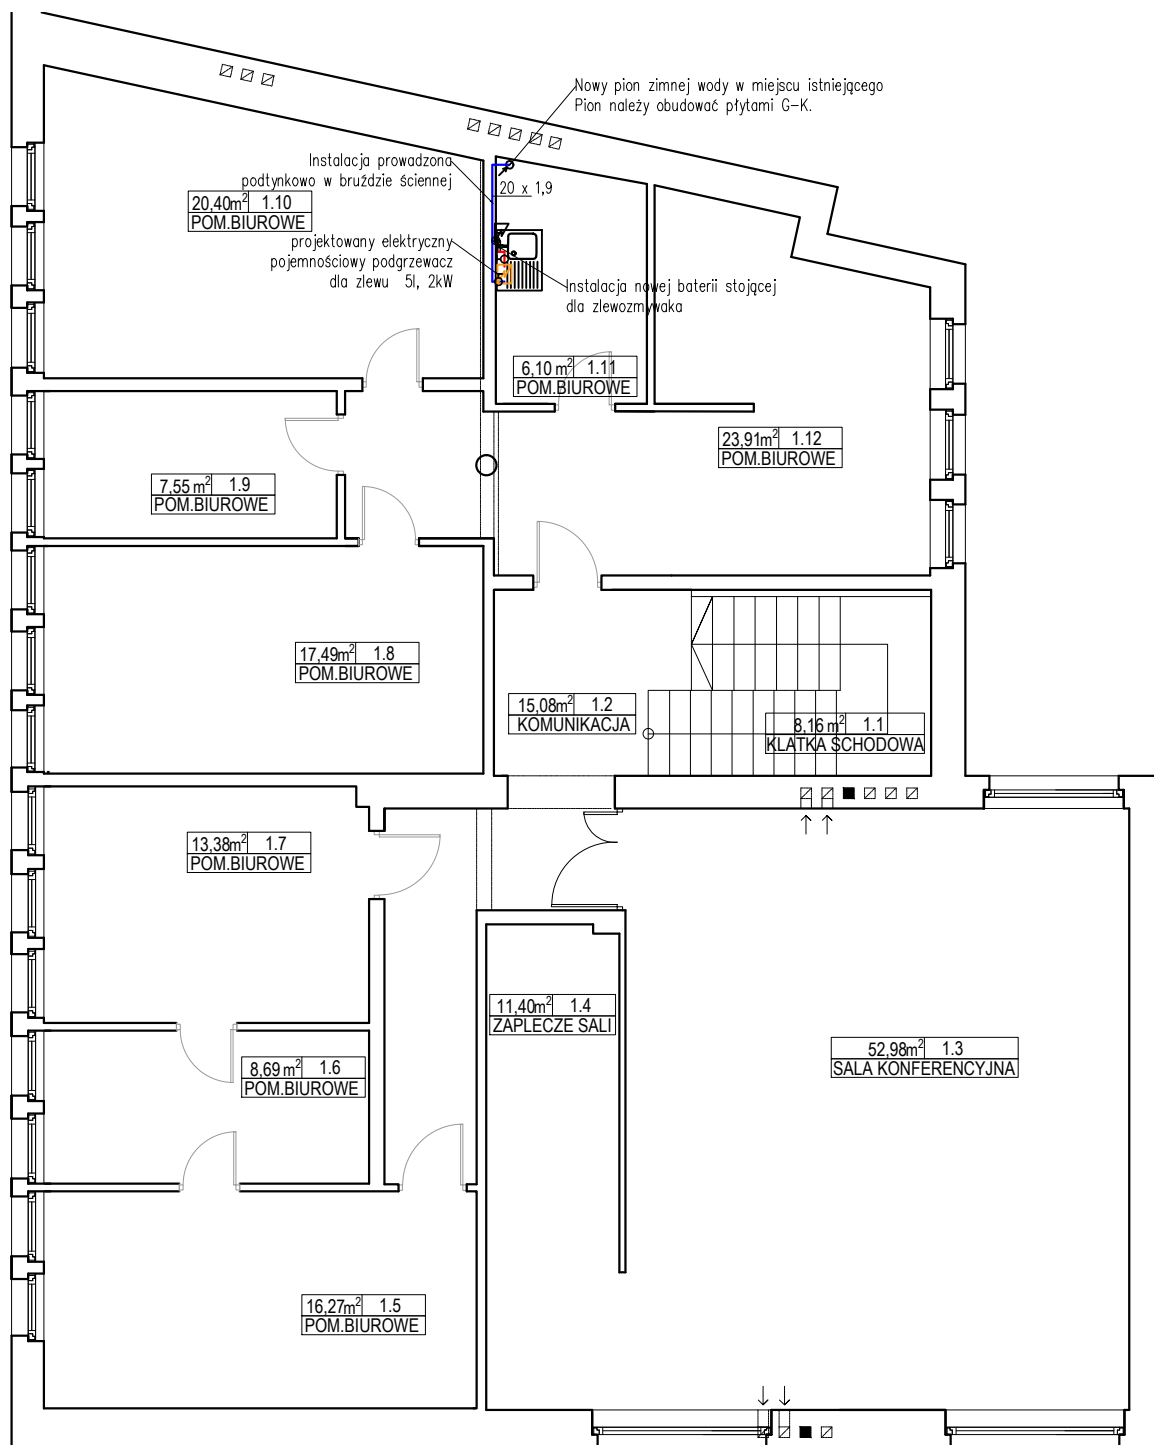 Nowy pion zimnej wody w miejscu istniejącego
Pion należy obudować płytami G-K.
Instalacja prowadzona
podtynkowo w bruździe ściennej
20 x 1,9
20,40m² 1.10
POM.BIUROWE
projektowany elektryczny
pojemnościowy podgrzewacz
dla zlewu 5l, 2kW
Instalacja nowej baterii stojącej
dla zlewozmywaka
6,10 m² 1.11
POM.BIUROWE
23,91m² 1.12
POM.BIUROWE
7,55 m² 1.9
POM.BIUROWE
17,49m² 1.8
POM.BIUROWE
15,08m² 1.2
KOMUNIKACJA
8,16 m² 1.1
KLATKA SCHODOWA
13,38m² 1.7
POM.BIUROWE
11,40m² 1.4
ZAPLECZE SALI
52,98m² 1.3
SALA KONFERENCYJNA
8,69 m² 1.6
POM.BIUROWE
16,27m² 1.5
POM.BIUROWE